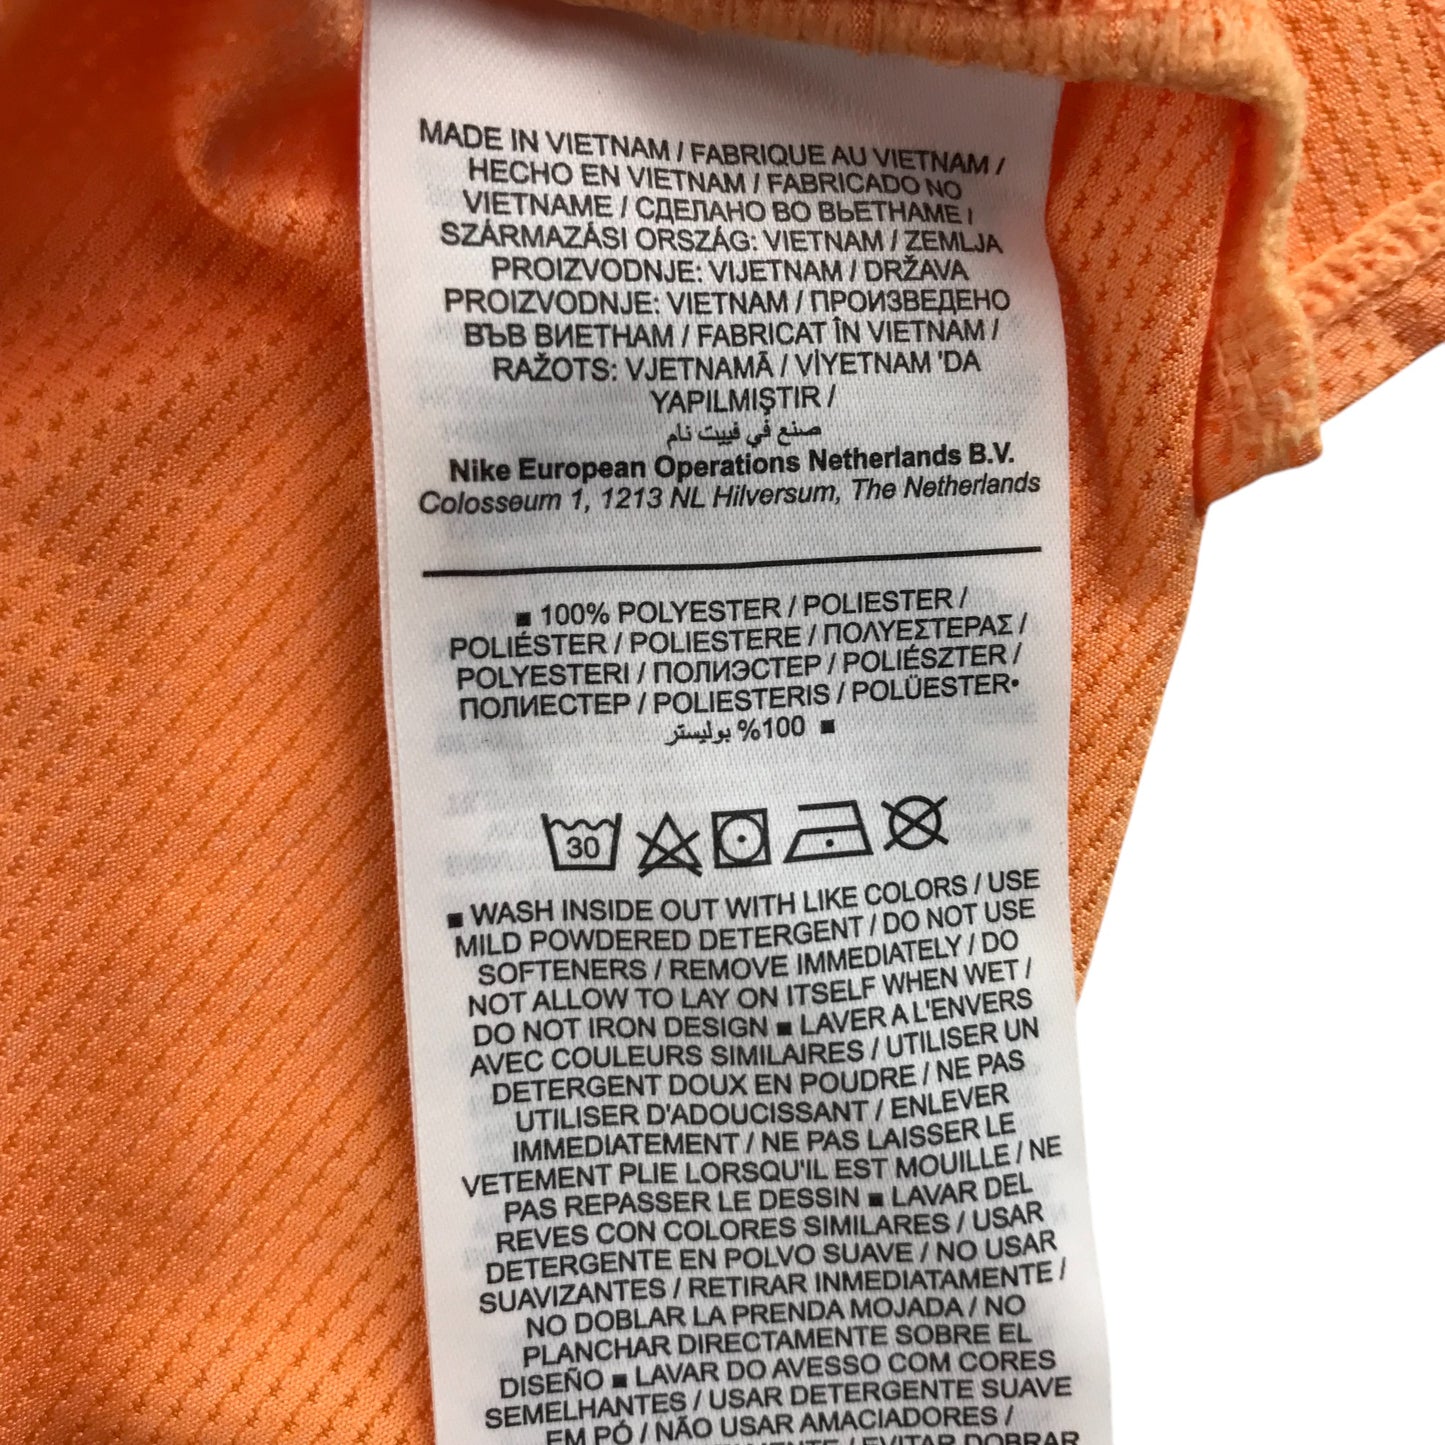 MADE IN VIETNAM / FABRIQUE AU VIETNAM /
HECHO EN VIETNAM / FABRICADO NO
VIETNAME / СДЕЛАНО ВО ВЬЕТНАМЕ /
SZÁRMAZÁSI ORSZÁG: VIETNAM / ZEMLJA
PROIZVODNJE: VIJETNAM / DRŽAVA
PROIZVODNJE: VIETNAM / ПРОИЗВЕДЕНО
ВЪВ ВИЕТНАМ / FABRICAT ÎN VIETNAM /
RAŽOTS: VJETNAMĀ / VİYETNAM 'DA
YAPILMIŞTIR /
صنع في فييت نام
Nike European Operations Netherlands B.V.
Colosseum 1, 1213 NL Hilversum, The Netherlands
■ 100% POLYESTER / POLIESTER /
POLIÉSTER / POLIESTERE / ΠΟΛΥΕΣΤΕΡΑΣ /
POLYESTERI / ПОЛИЭСТЕР / POLIÉSZTER /
ПОЛИЕСТЕР / POLIESTERIS / POLÜESTER•
■ 100% بوليستر
30
■ WASH INSIDE OUT WITH LIKE COLORS / USE
MILD POWDERED DETERGENT / DO NOT USE
SOFTENERS / REMOVE IMMEDIATELY / DO
NOT ALLOW TO LAY ON ITSELF WHEN WET /
DO NOT IRON DESIGN ■ LAVER A L'ENVERS
AVEC COULEURS SIMILAIRES / UTILISER UN
DETERGENT DOUX EN POUDRE / NE PAS
UTILISER D'ADOUCISSANT / ENLEVER
IMMEDIATEMENT / NE PAS LAISSER LE
VETEMENT PLIE LORSQU'IL EST MOUILLE / NE
PAS REPASSER LE DESSIN ■ LAVAR DEL
REVES CON COLORES SIMILARES / USAR
DETERGENTE EN POLVO SUAVE / NO USAR
SUAVIZANTES / RETIRAR INMEDIATAMENTE /
NO DOBLAR LA PRENDA MOJADA / NO
PLANCHAR DIRECTAMENTE SOBRE EL
DISEÑO ■ LAVAR DO AVESSO COM CORES
SEMELHANTES / USAR DETERGENTE SUAVE
EM PÓ / NÃO USAR AMACIADORES /
/ EVITAR DOBRAR